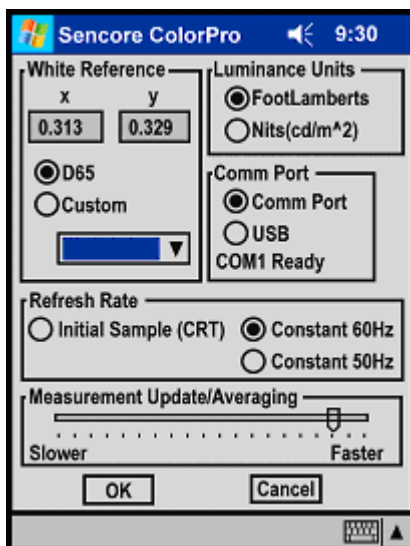 Sencore ColorPro 9:30
White Reference
x y
0.313 0.329
D65
Custom
Luminance Units
FootLamberts
Nits(cd/m^2)
Comm Port
Comm Port
USB
COM1 Ready
Refresh Rate
Initial Sample (CRT) Constant 60Hz
Constant 50Hz
Measurement Update/Averaging
Slower Faster
OK Cancel